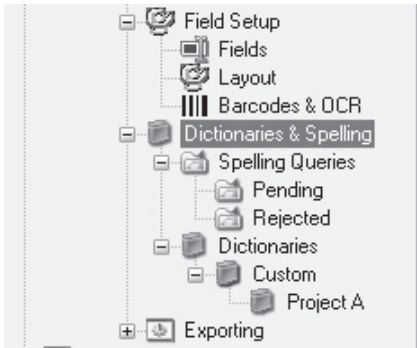 Field Setup
Fields
Layout
Barcodes & OCR
Dictionaries & Spelling
Spelling Queries
Pending
Rejected
Dictionaries
Custom
Project A
Exporting